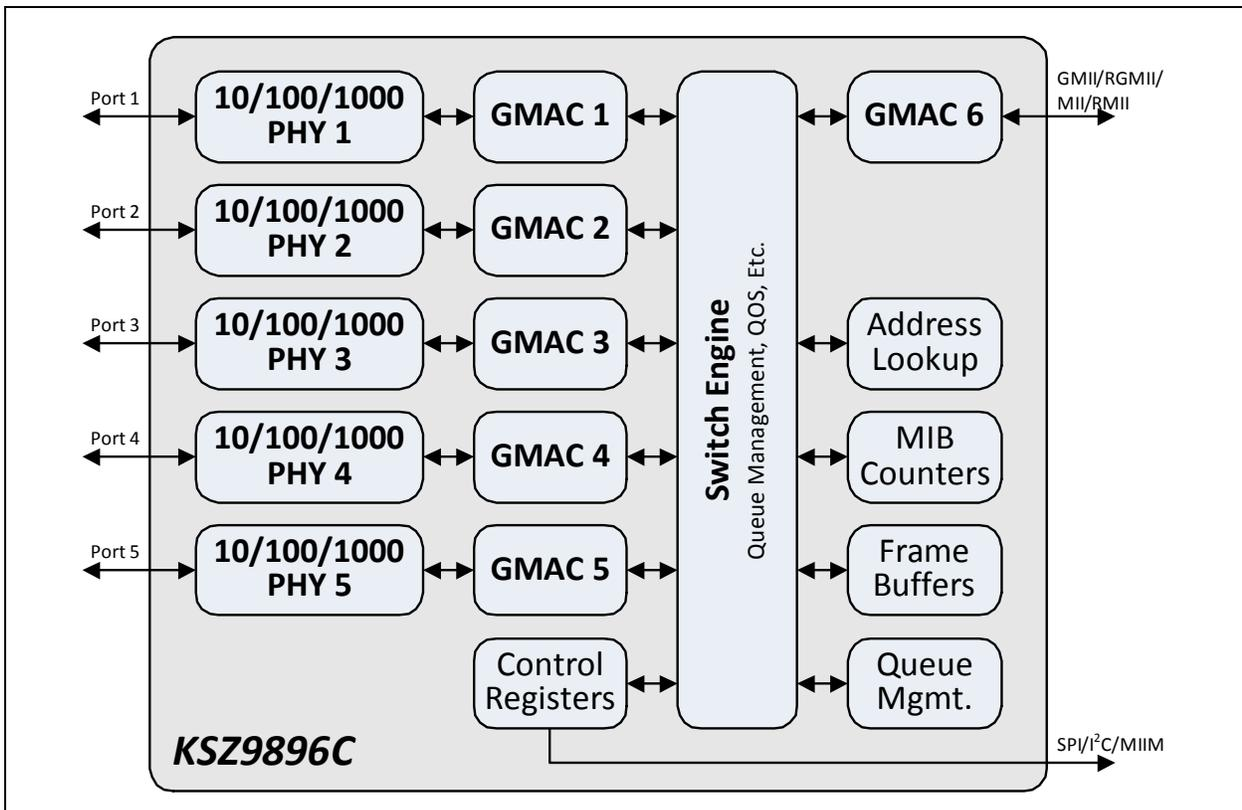 Port 1
10/100/1000
PHY 1
GMAC 1
GMAC 6
GMII/RGMII/
MII/RMII
Port 2
10/100/1000
PHY 2
GMAC 2
Port 3
10/100/1000
PHY 3
GMAC 3
Switch Engine
Queue Management, QOS, Etc.
Address
Lookup
Port 4
10/100/1000
PHY 4
GMAC 4
MIB
Counters
Port 5
10/100/1000
PHY 5
GMAC 5
Frame
Buffers
Control
Registers
Queue
Mgmt.
KSZ9896C
SPI/I²C/MIIM